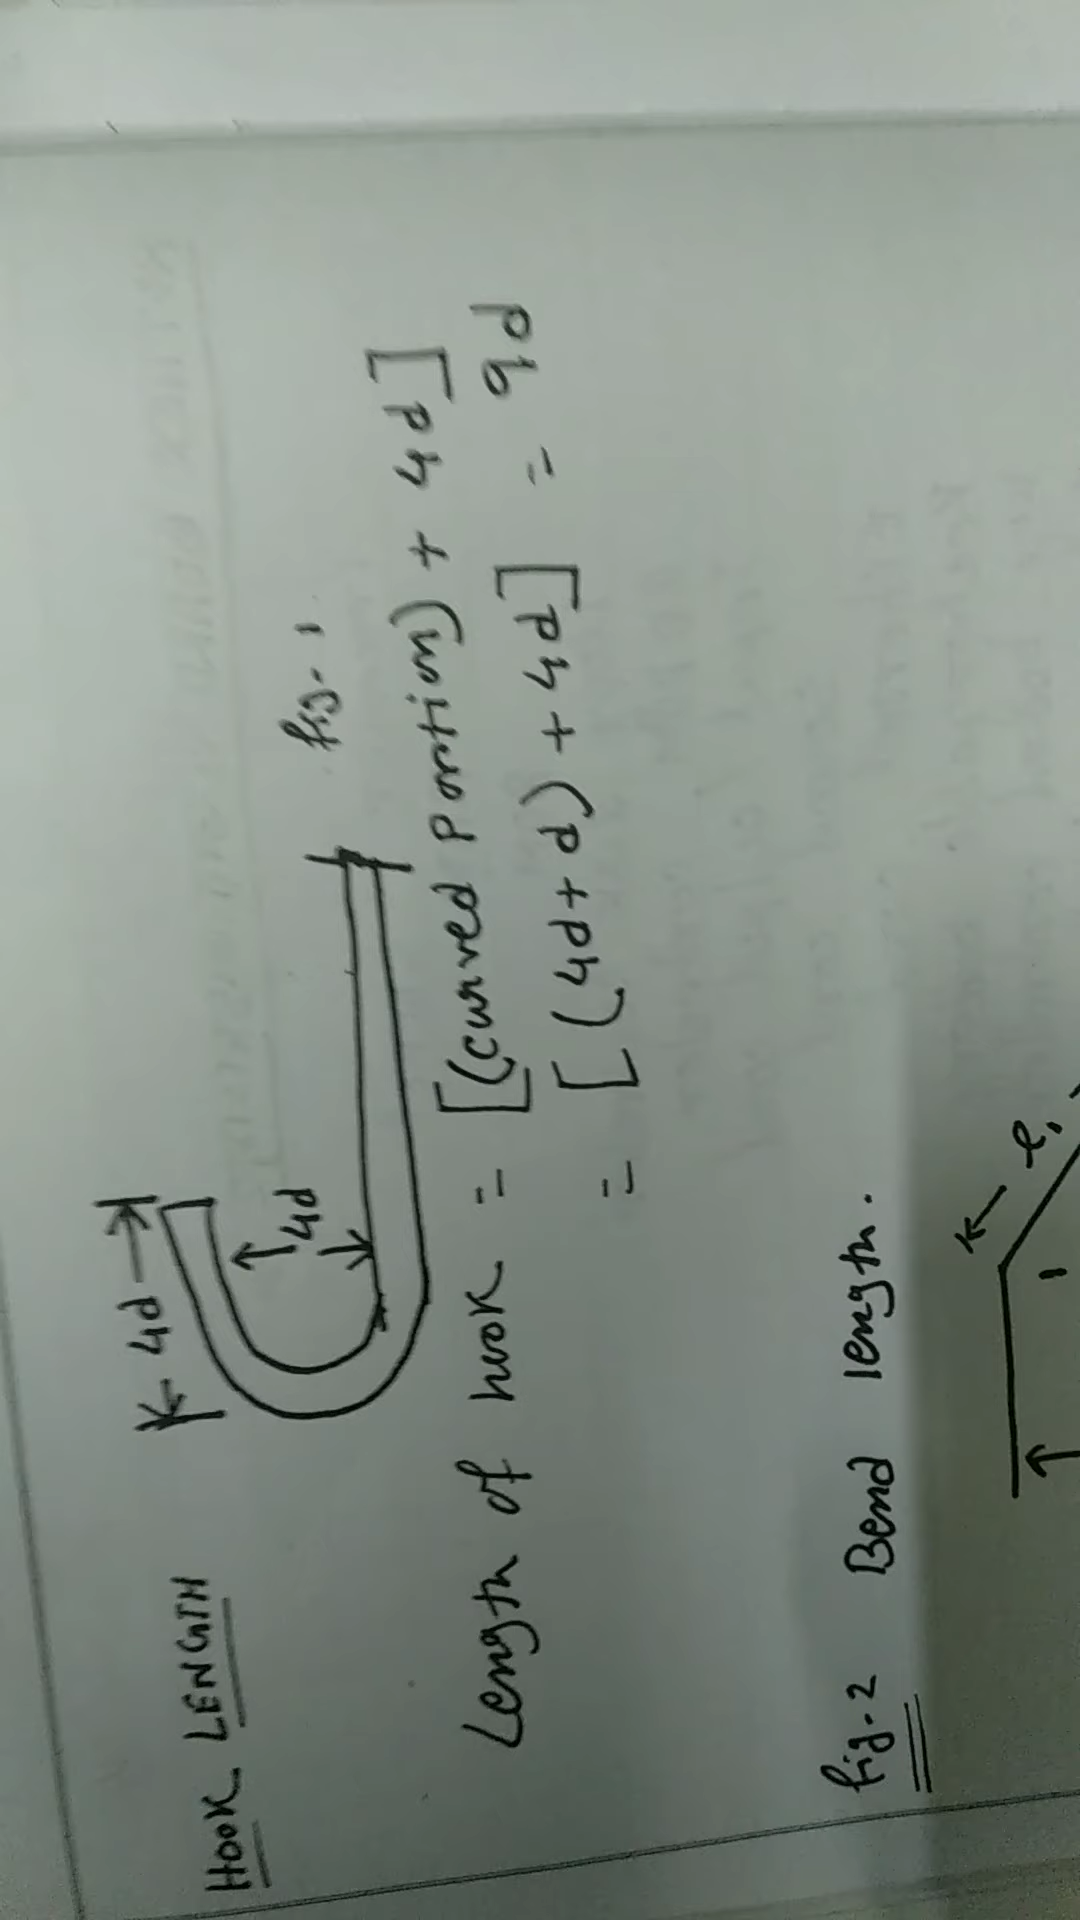 HOOK LENGTH
4d
4d
fig-1
Length of hook = [(curved portion) + 4d]
= [(4d+d) + 4d] = 9d
fig-2 Bend length.